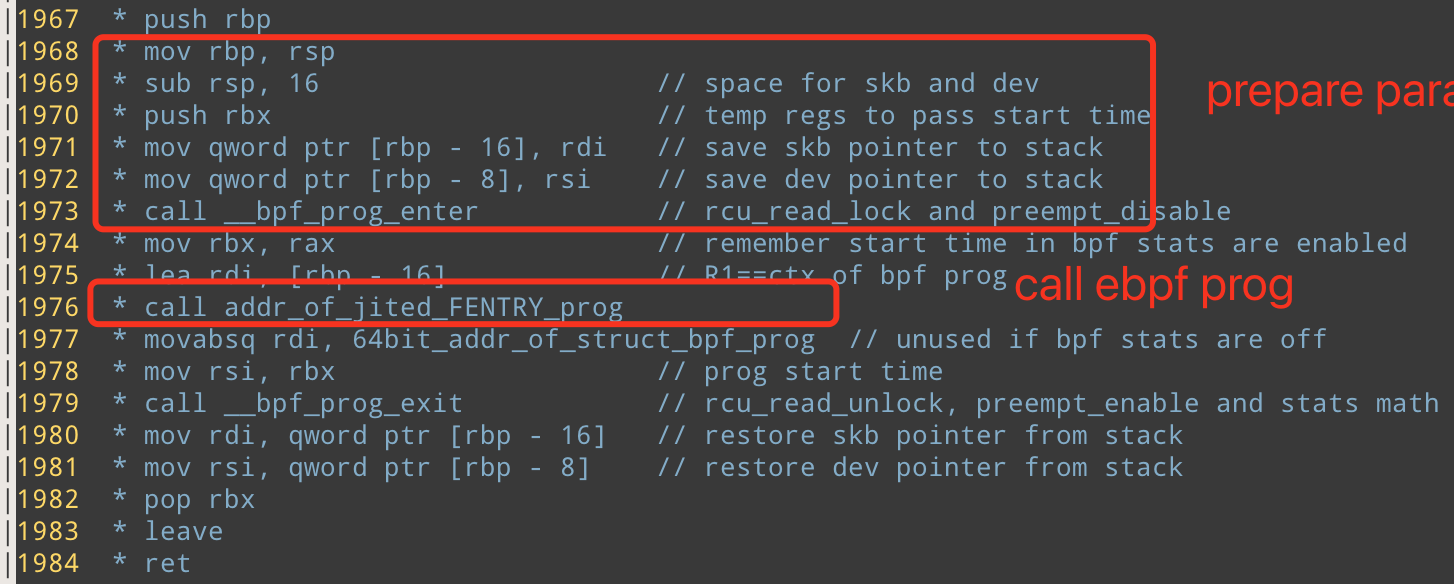 1967 * push rbp
1968 * mov rbp, rsp
1969 * sub rsp, 16 // space for skb and dev
prepare para
1970 * push rbx // temp regs to pass start time
1971 * mov qword ptr [rbp - 16], rdi // save skb pointer to stack
1972 * mov qword ptr [rbp - 8], rsi // save dev pointer to stack
1973 * call __bpf_prog_enter // rcu_read_lock and preempt_disable
1974 * mov rbx, rax // remember start time in bpf stats are enabled
1975 * lea rdi, [rbp - 16] // R1==ctx of bpf prog
call ebpf prog
1976 * call addr_of_jited_FENTRY_prog
1977 * movabsq rdi, 64bit_addr_of_struct_bpf_prog // unused if bpf stats are off
1978 * mov rsi, rbx // prog start time
1979 * call __bpf_prog_exit // rcu_read_unlock, preempt_enable and stats math
1980 * mov rdi, qword ptr [rbp - 16] // restore skb pointer from stack
1981 * mov rsi, qword ptr [rbp - 8] // restore dev pointer from stack
1982 * pop rbx
1983 * leave
1984 * ret